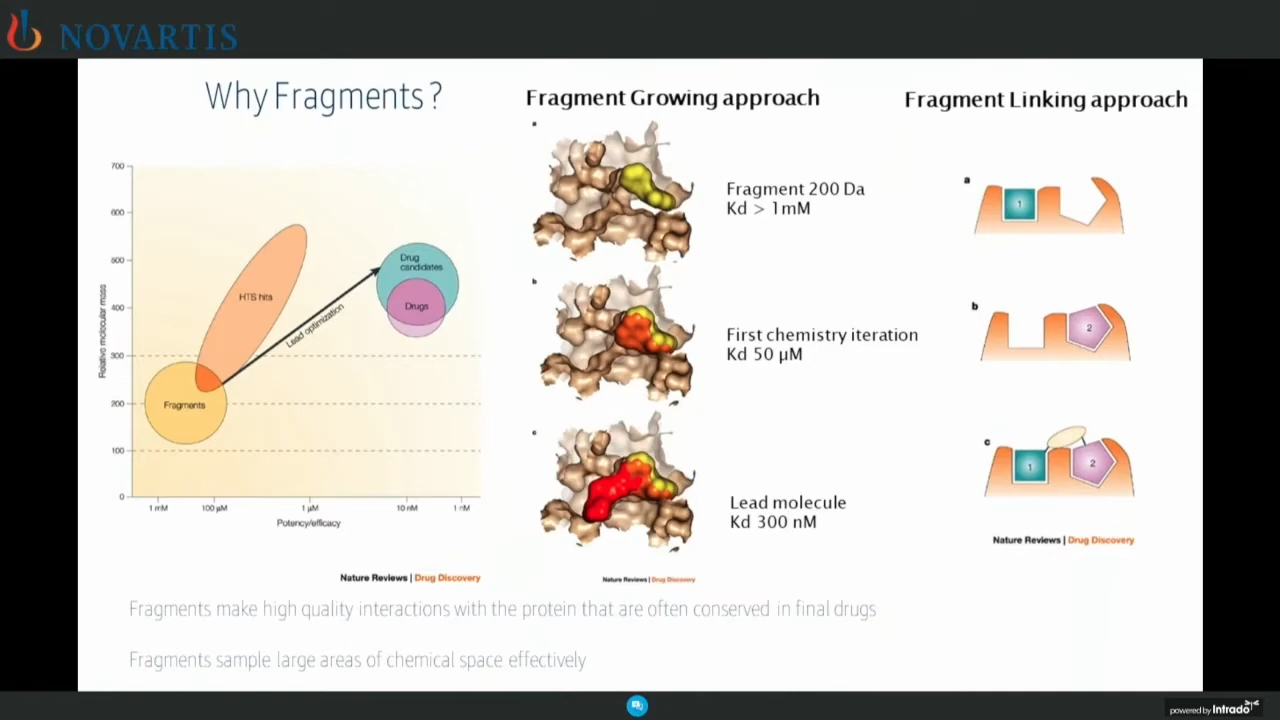 NOVARTIS
Why Fragments ?
700
600
500
400
300
200
100
0
Relative molecular mass
HTS hits
Fragments
Lead optimization
Drug
candidates
Drugs
1 mM
100 µM
1 µM
10 nM
1 nM
Potency/efficacy
Nature Reviews | Drug Discovery
Fragment Growing approach
a
Fragment 200 Da
Kd > 1mM
b
First chemistry iteration
Kd 50 µM
c
Lead molecule
Kd 300 nM
Nature Reviews | Drug Discovery
Fragment Linking approach
a
1
b
2
c
1
2
Nature Reviews | Drug Discovery
Fragments make high quality interactions with the protein that are often conserved in final drugs
Fragments sample large areas of chemical space effectively
powered by intrado